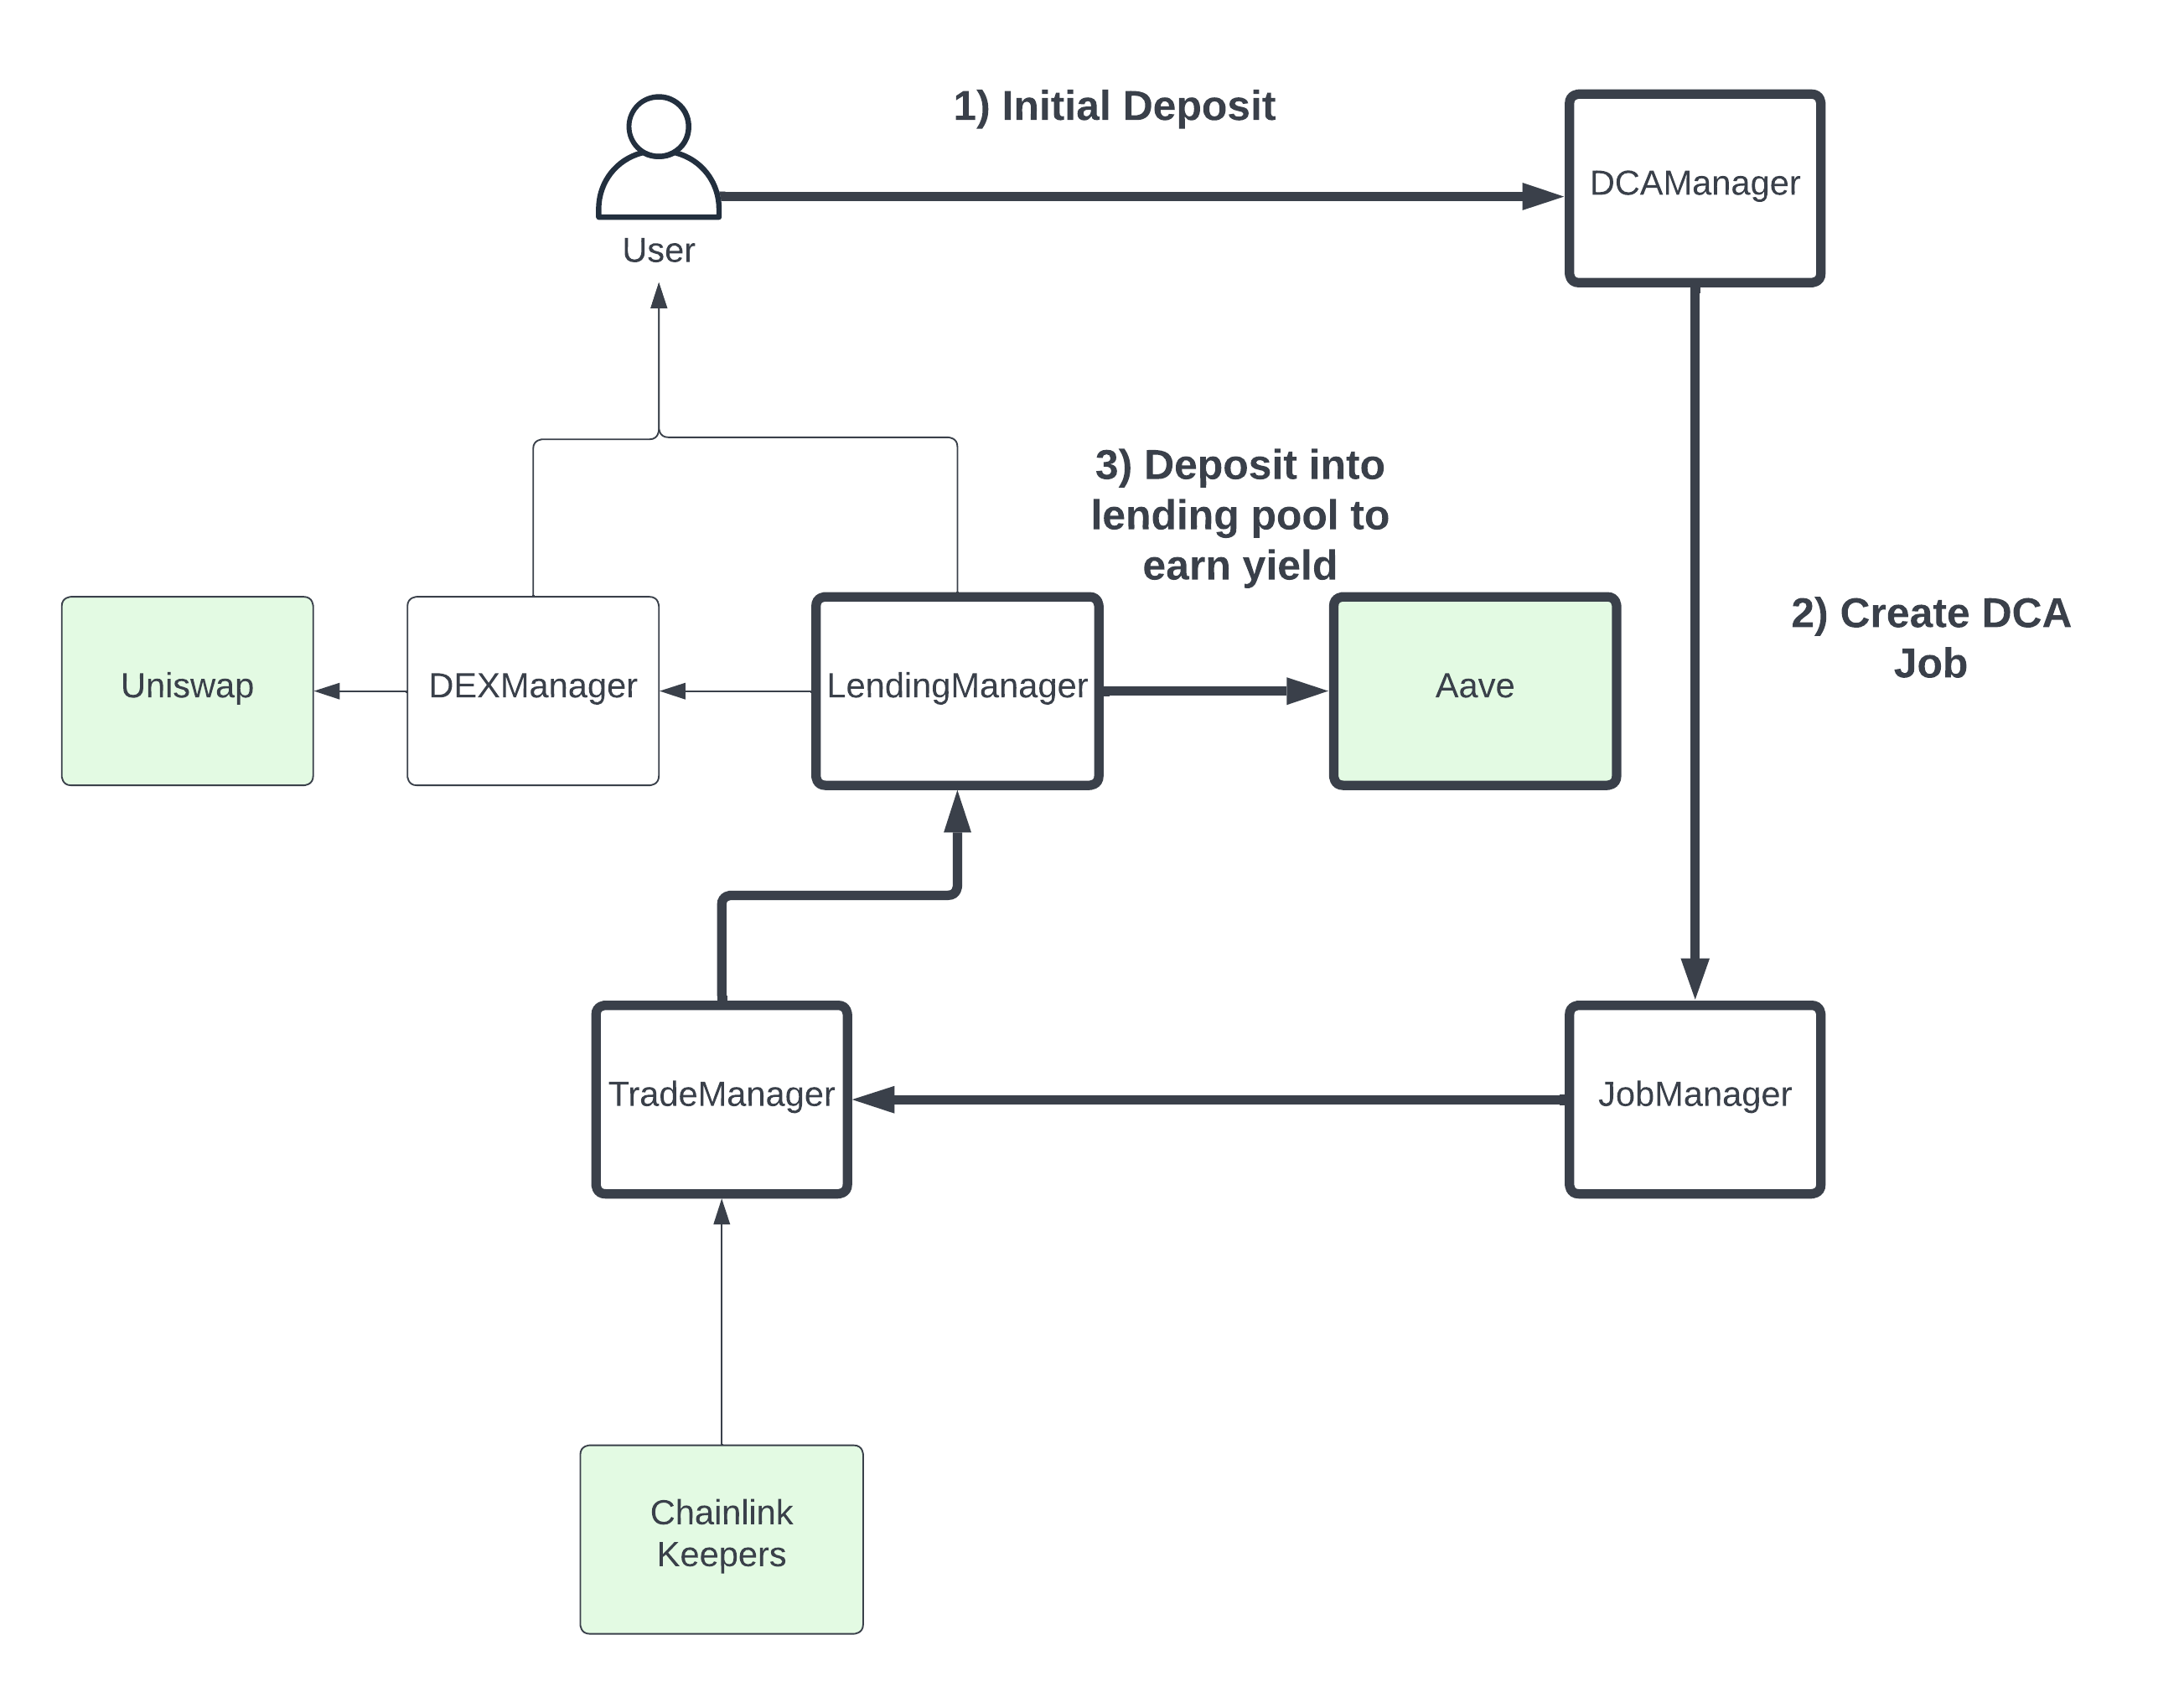 1) Initial Deposit
DCAManager
User
3) Deposit into
lending pool to
earn yield
2) Create DCA
Job
Uniswap
DEXManager
LendingManager
Aave
TradeManager
JobManager
Chainlink
Keepers